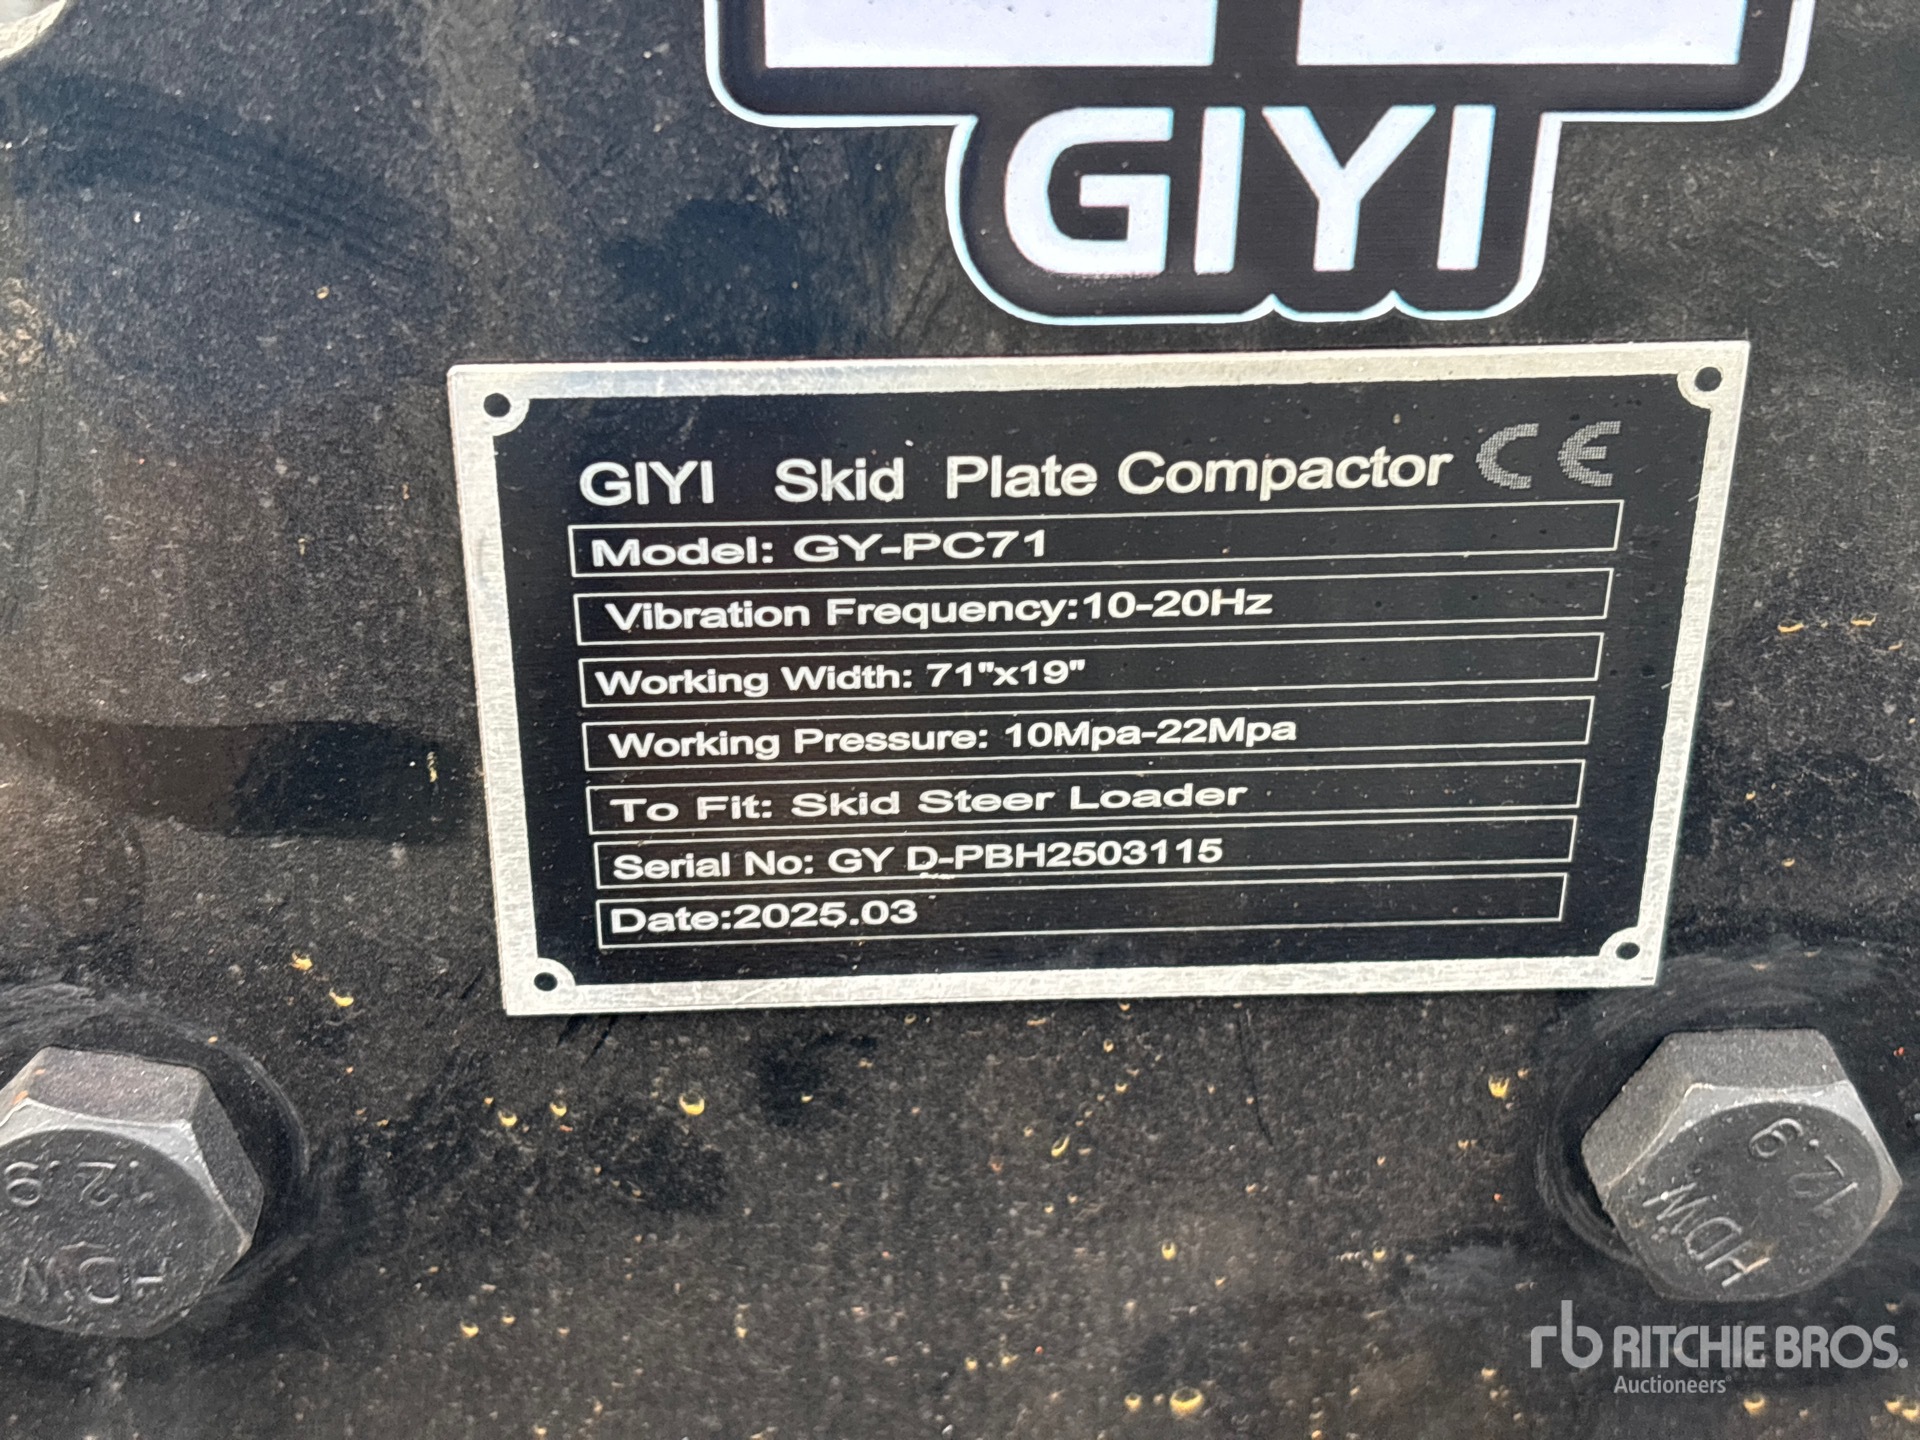 GIYI
GIYI Skid Plate Compactor CE
Model: GY-PC71
Vibration Frequency:10-20Hz
Working Width: 71"x19"
Working Pressure: 10Mpa-22Mpa
To Fit: Skid Steer Loader
Serial No: GY D-PBH2503115
Date:2025.03
12.9
HDW
12.9
HDW
rb RITCHIE BROS.
Auctioneers